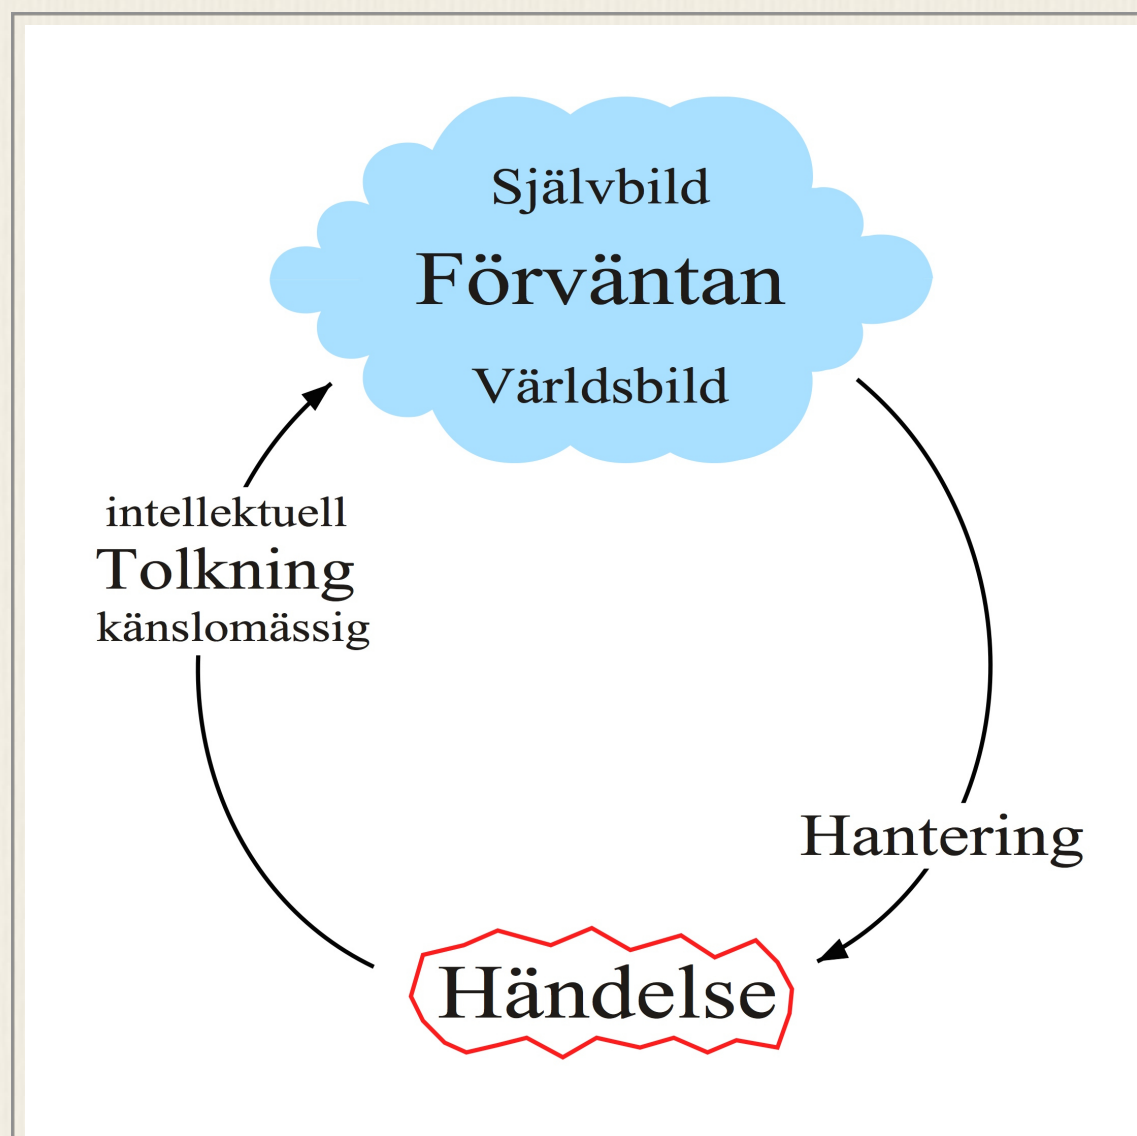 Självbild
Förväntan
Världsbild
intellektuell
Tolkning
känslomässig
Hantering
Händelse